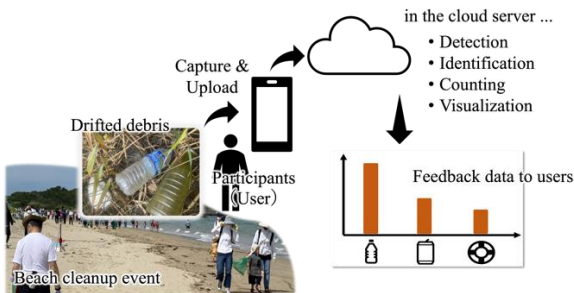 in the cloud server ...
• Detection
• Identification
• Counting
• Visualization
Capture &
Upload
Drifted debris
Participants
(User)
Feedback data to users
Beach cleanup event